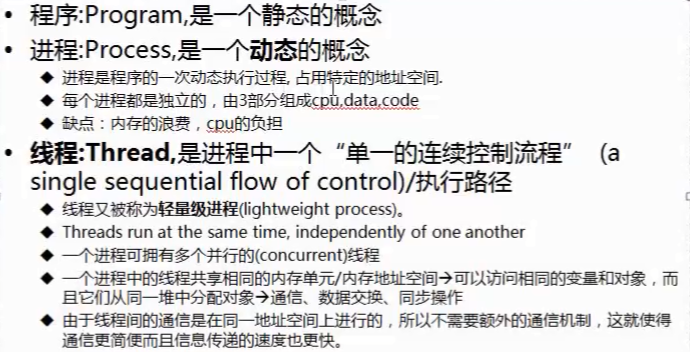 • 程序:Program,是一个静态的概念
• 进程:Process,是一个动态的概念
◆ 进程是程序的一次动态执行过程, 占用特定的地址空间.
◆ 每个进程都是独立的，由3部分组成cpu,data,code
◆ 缺点：内存的浪费，cpu的负担
• 线程:Thread,是进程中一个“单一的连续控制流程” (a
single sequential flow of control)/执行路径
◆ 线程又被称为轻量级进程(lightweight process)。
◆ Threads run at the same time, independently of one another
◆ 一个进程可拥有多个并行的(concurrent)线程
◆ 一个进程中的线程共享相同的内存单元/内存地址空间→可以访问相同的变量和对象，而
且它们从同一堆中分配对象→通信、数据交换、同步操作
◆ 由于线程间的通信是在同一地址空间上进行的，所以不需要额外的通信机制，这就使得
通信更简便而且信息传递的速度也更快。